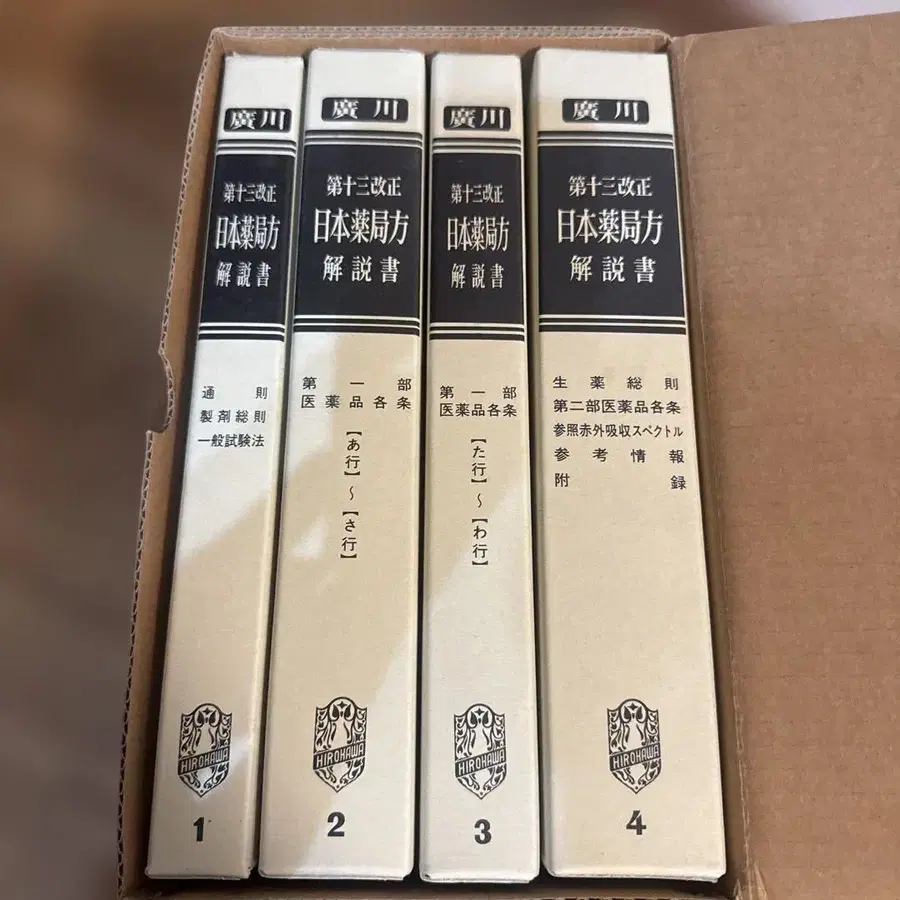 廣川
第十三改正
日本薬局方
解説書
通則
製剤総則
一般試験法
HIROKAWA
1
廣川
第十三改正
日本薬局方
解説書
第一部
医薬品各条
【あ行】～【さ行】
HIROKAWA
2
廣川
第十三改正
日本薬局方
解説書
第一部
医薬品各条
【た行】～【わ行】
HIROKAWA
3
廣川
第十三改正
日本薬局方
解説書
生薬総則
第二部医薬品各条
参照赤外吸収スペクトル
参考情報
附録
HIROKAWA
4